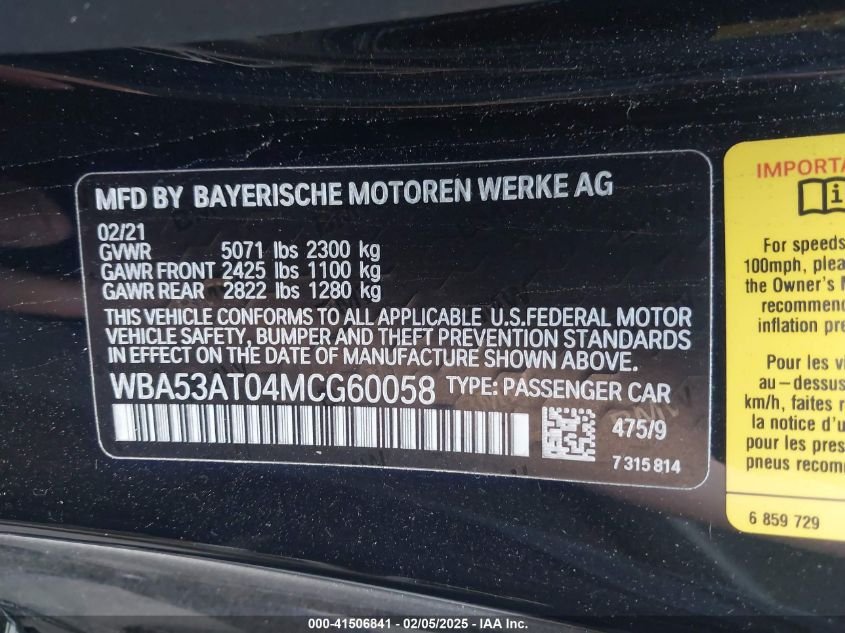 MFD BY BAYERISCHE MOTOREN WERKE AG
02/21
GVWR 5071 lbs 2300 kg
GAWR FRONT 2425 lbs 1100 kg
GAWR REAR 2822 lbs 1280 kg
THIS VEHICLE CONFORMS TO ALL APPLICABLE U.S.FEDERAL MOTOR
VEHICLE SAFETY, BUMPER AND THEFT PREVENTION STANDARDS
IN EFFECT ON THE DATE OF MANUFACTURE SHOWN ABOVE.
WBA53AT04MCG60058 TYPE: PASSENGER CAR
475/9
7 315 814
IMPORTA
For speeds
100mph, plea
the Owner's M
recommend
inflation pre
Pour les vi
au-dessus
km/h, faites r
la notice d'u
pour les pres
pneus recomm
6 859 729
000-41506841 / 02/05/2025 - IAA Inc.